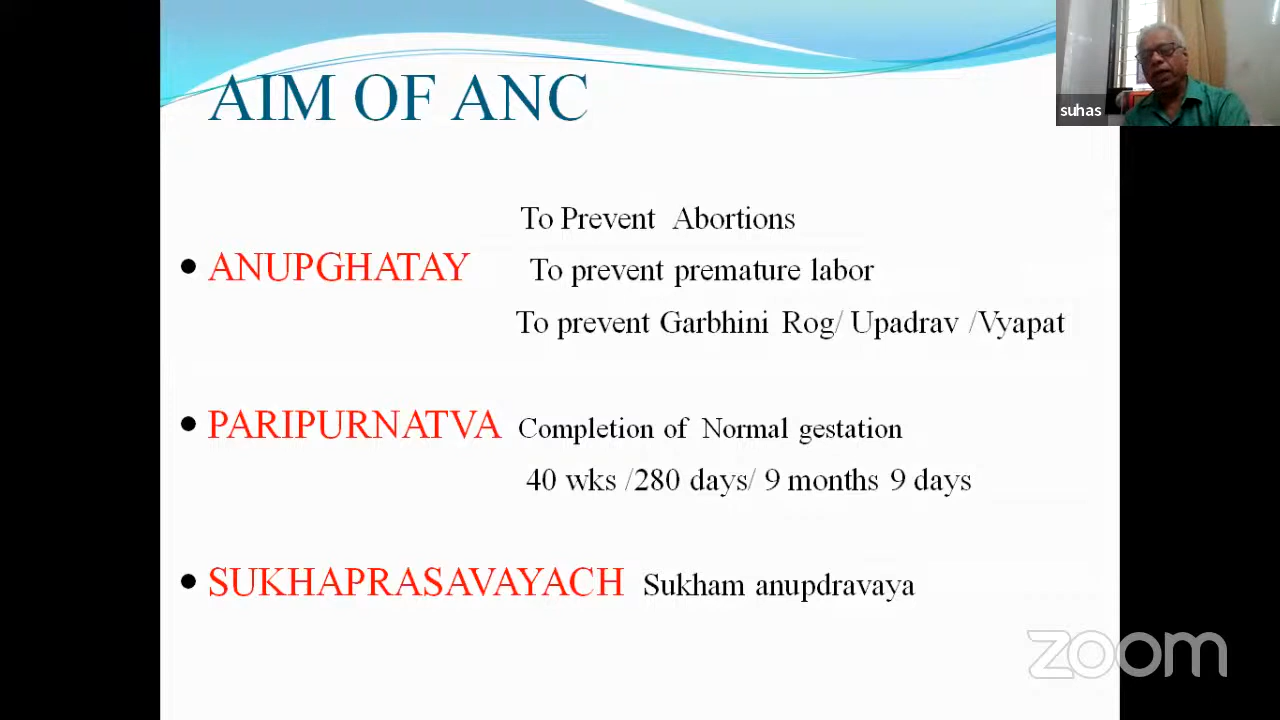 AIM OF ANC
suhas
To Prevent Abortions
• ANUPGHATAY To prevent premature labor
To prevent Garbhini Rog/ Upadrav /Vyapat
• PARIPURNATVA Completion of Normal gestation
40 wks /280 days/ 9 months 9 days
• SUKHAPRASAVAYACH Sukham anupdravaya
zoom